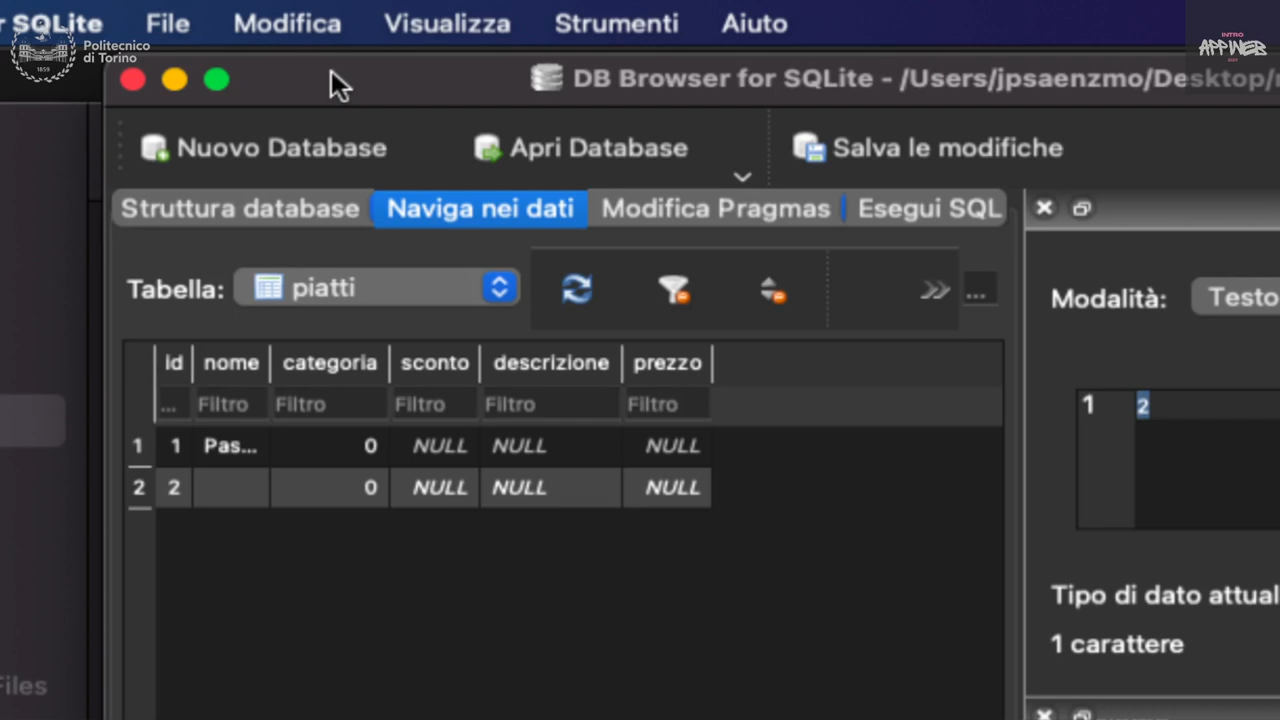 SQLite File Modifica Visualizza Strumenti Aiuto
Politecnico
di Torino
1859
INTRO
APPWEB
DB Browser for SQLite - /Users/jpsaenzmo/Desktop/
Nuovo Database Apri Database Salva le modifiche
Struttura database Naviga nei dati Modifica Pragmas Esegui SQL
Tabella: piatti ...
Modalità: Testo
id nome categoria sconto descrizione prezzo
... Filtro Filtro Filtro Filtro Filtro
1 1 Pas... 0 NULL NULL NULL
2 2 0 NULL NULL NULL
1 2
Tipo di dato attual
1 carattere
Files